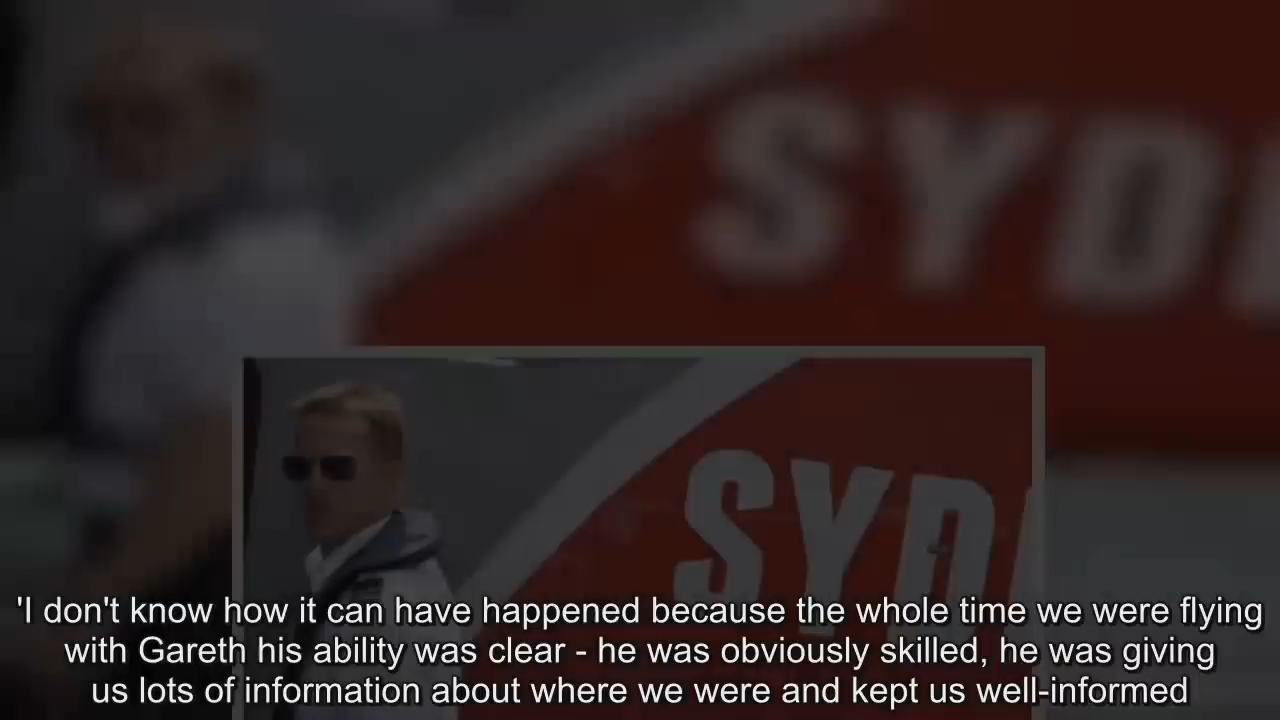 SYD
SYD
'I don't know how it can have happened because the whole time we were flying
with Gareth his ability was clear - he was obviously skilled, he was giving
us lots of information about where we were and kept us well-informed